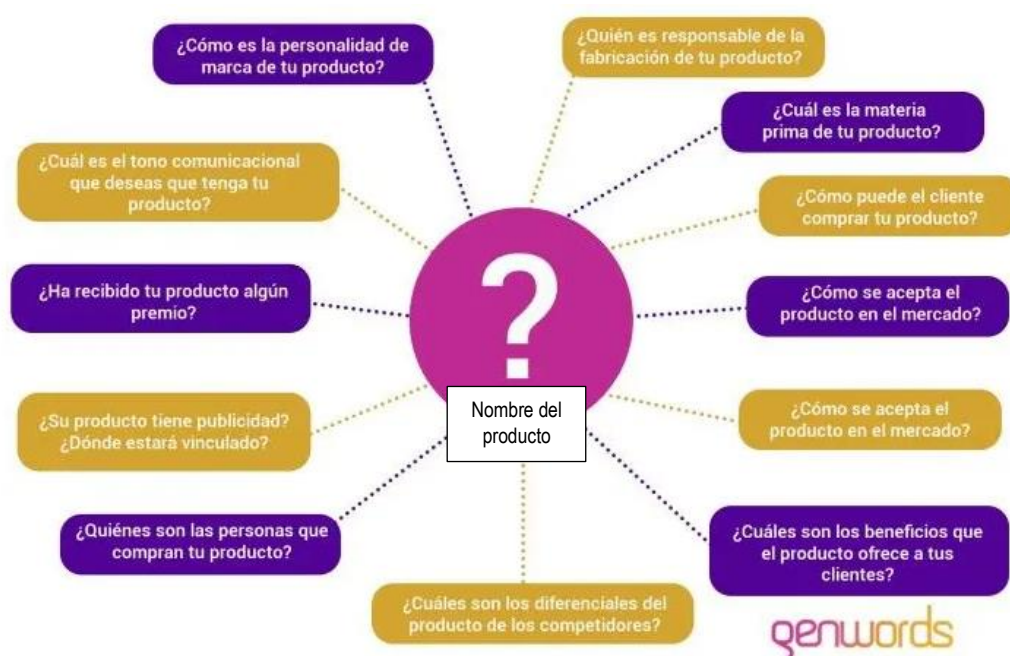 ¿Cómo es la personalidad de
marca de tu producto?
¿Quién es responsable de la
fabricación de tu producto?
¿Cuál es la materia
prima de tu producto?
¿Cuál es el tono comunicacional
que deseas que tenga tu
producto?
¿Cómo puede el cliente
comprar tu producto?
¿Ha recibido tu producto algún
premio?
¿Cómo se acepta el
producto en el mercado?
?
Nombre del
producto
¿Su producto tiene publicidad?
¿Dónde estará vinculado?
¿Cómo se acepta el
producto en el mercado?
¿Quiénes son las personas que
compran tu producto?
¿Cuáles son los beneficios que
el producto ofrece a tus
clientes?
¿Cuáles son los diferenciales del
producto de los competidores?
genwords